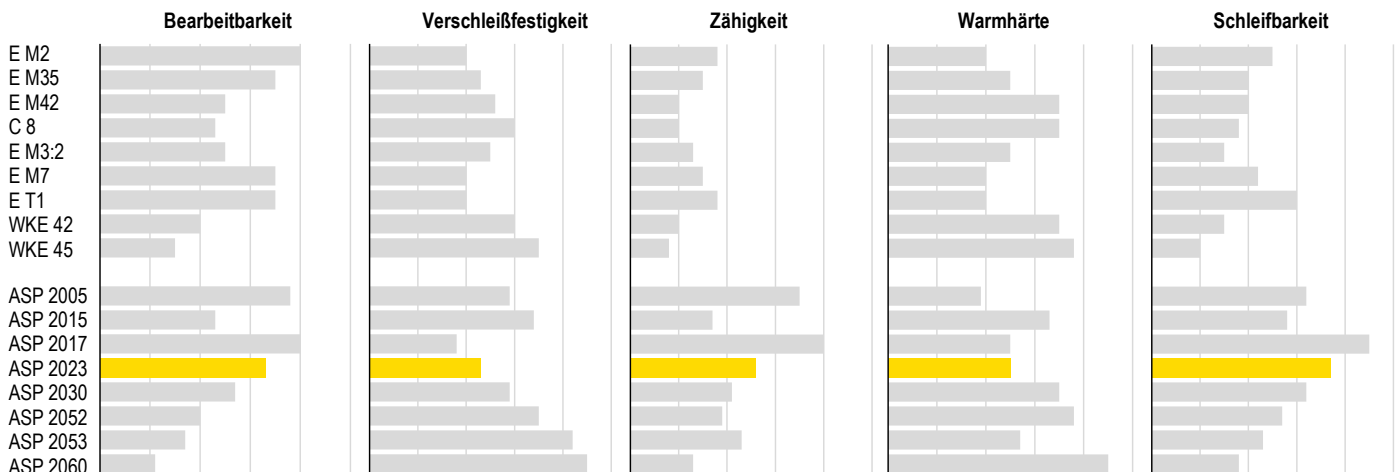 Bearbeitbarkeit Verschleißfestigkeit Zähigkeit Warmhärte Schleifbarkeit
E M2
E M35
E M42
C 8
E M3:2
E M7
E T1
WKE 42
WKE 45
ASP 2005
ASP 2015
ASP 2017
ASP 2023
ASP 2030
ASP 2052
ASP 2053
ASP 2060